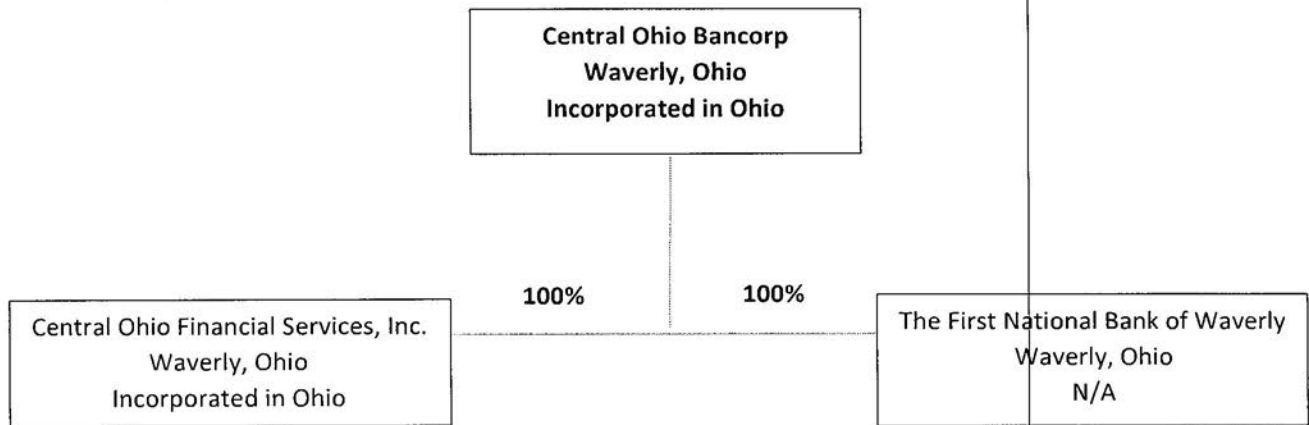 Central Ohio Bancorp
Waverly, Ohio
Incorporated in Ohio
100%
100%
Central Ohio Financial Services, Inc.
Waverly, Ohio
Incorporated in Ohio
The First National Bank of Waverly
Waverly, Ohio
N/A